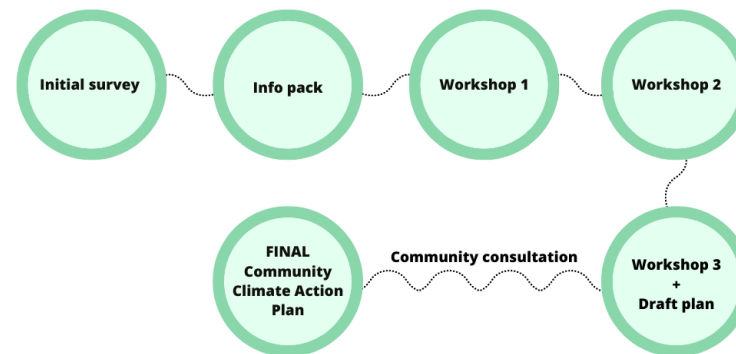 Initial survey
Info pack
Workshop 1
Workshop 2
Workshop 3
+
Draft plan
Community consultation
FINAL
Community
Climate Action
Plan